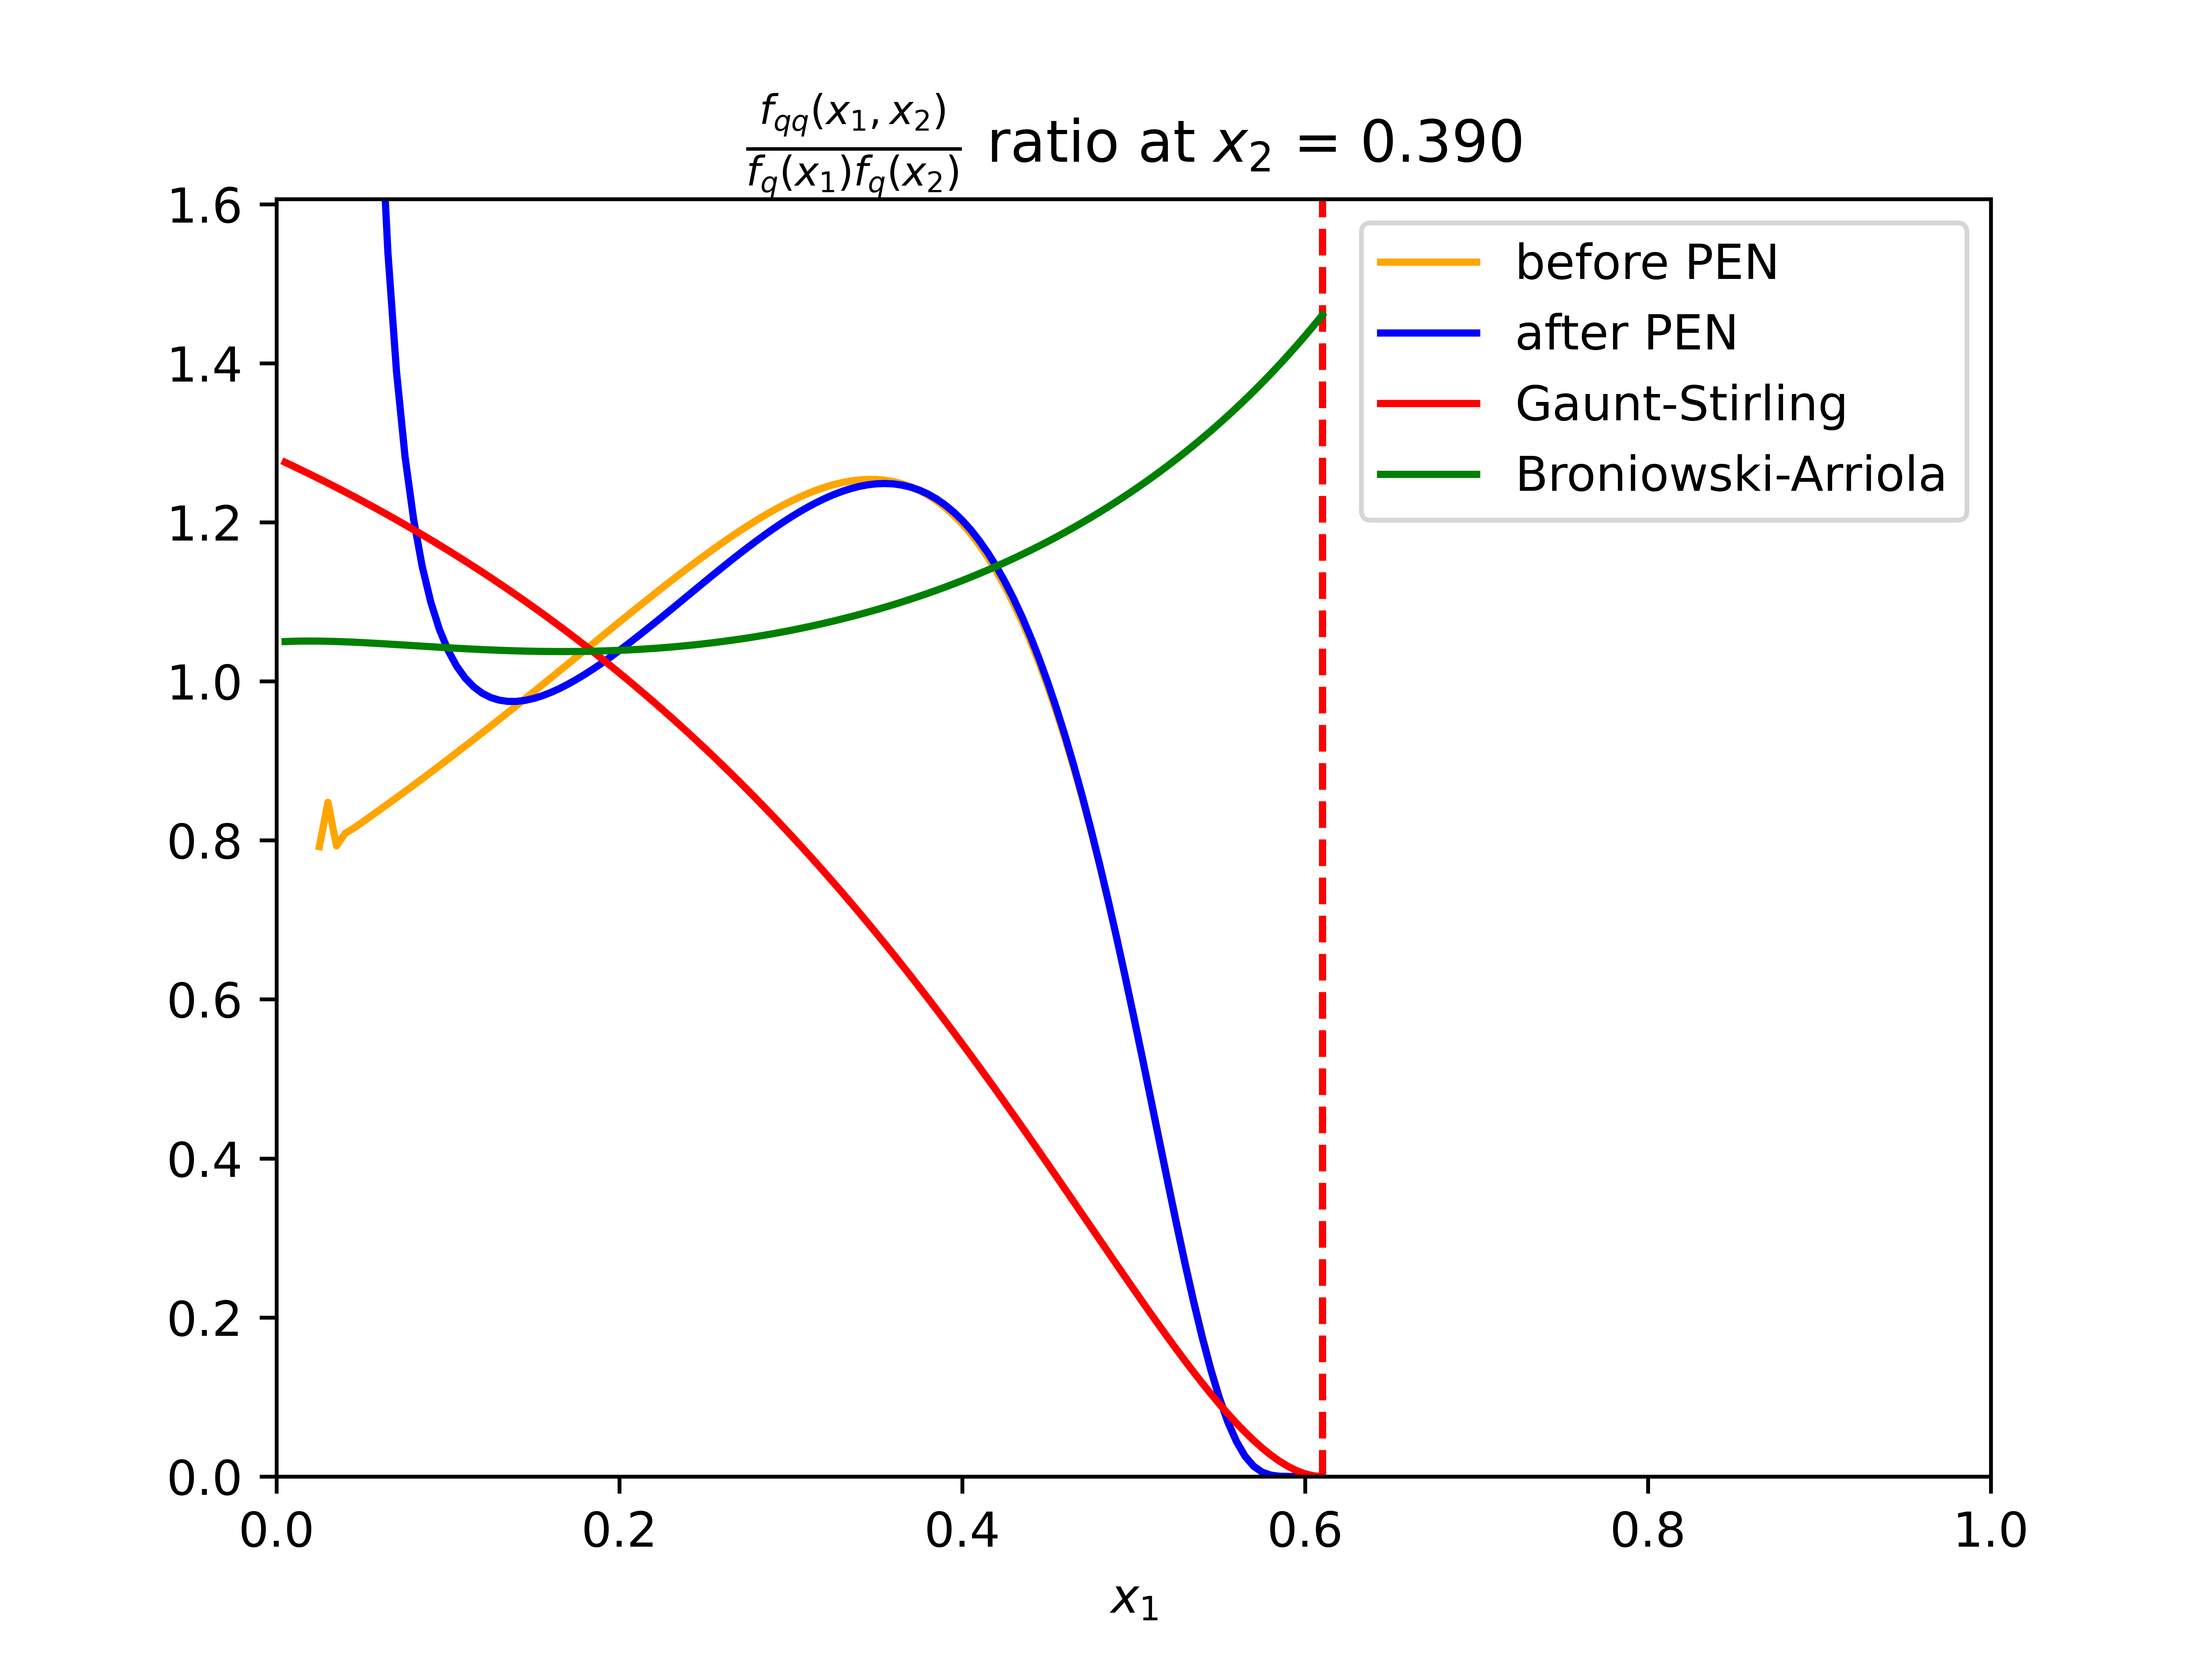 f_qq(x_1, x_2)
f_q(x_1)f_q(x_2) ratio at x_2 = 0.390
before PEN
after PEN
Gaunt-Stirling
Broniowski-Arriola
1.6
1.4
1.2
1.0
0.8
0.6
0.4
0.2
0.0
0.0 0.2 0.4 0.6 0.8 1.0
x_1